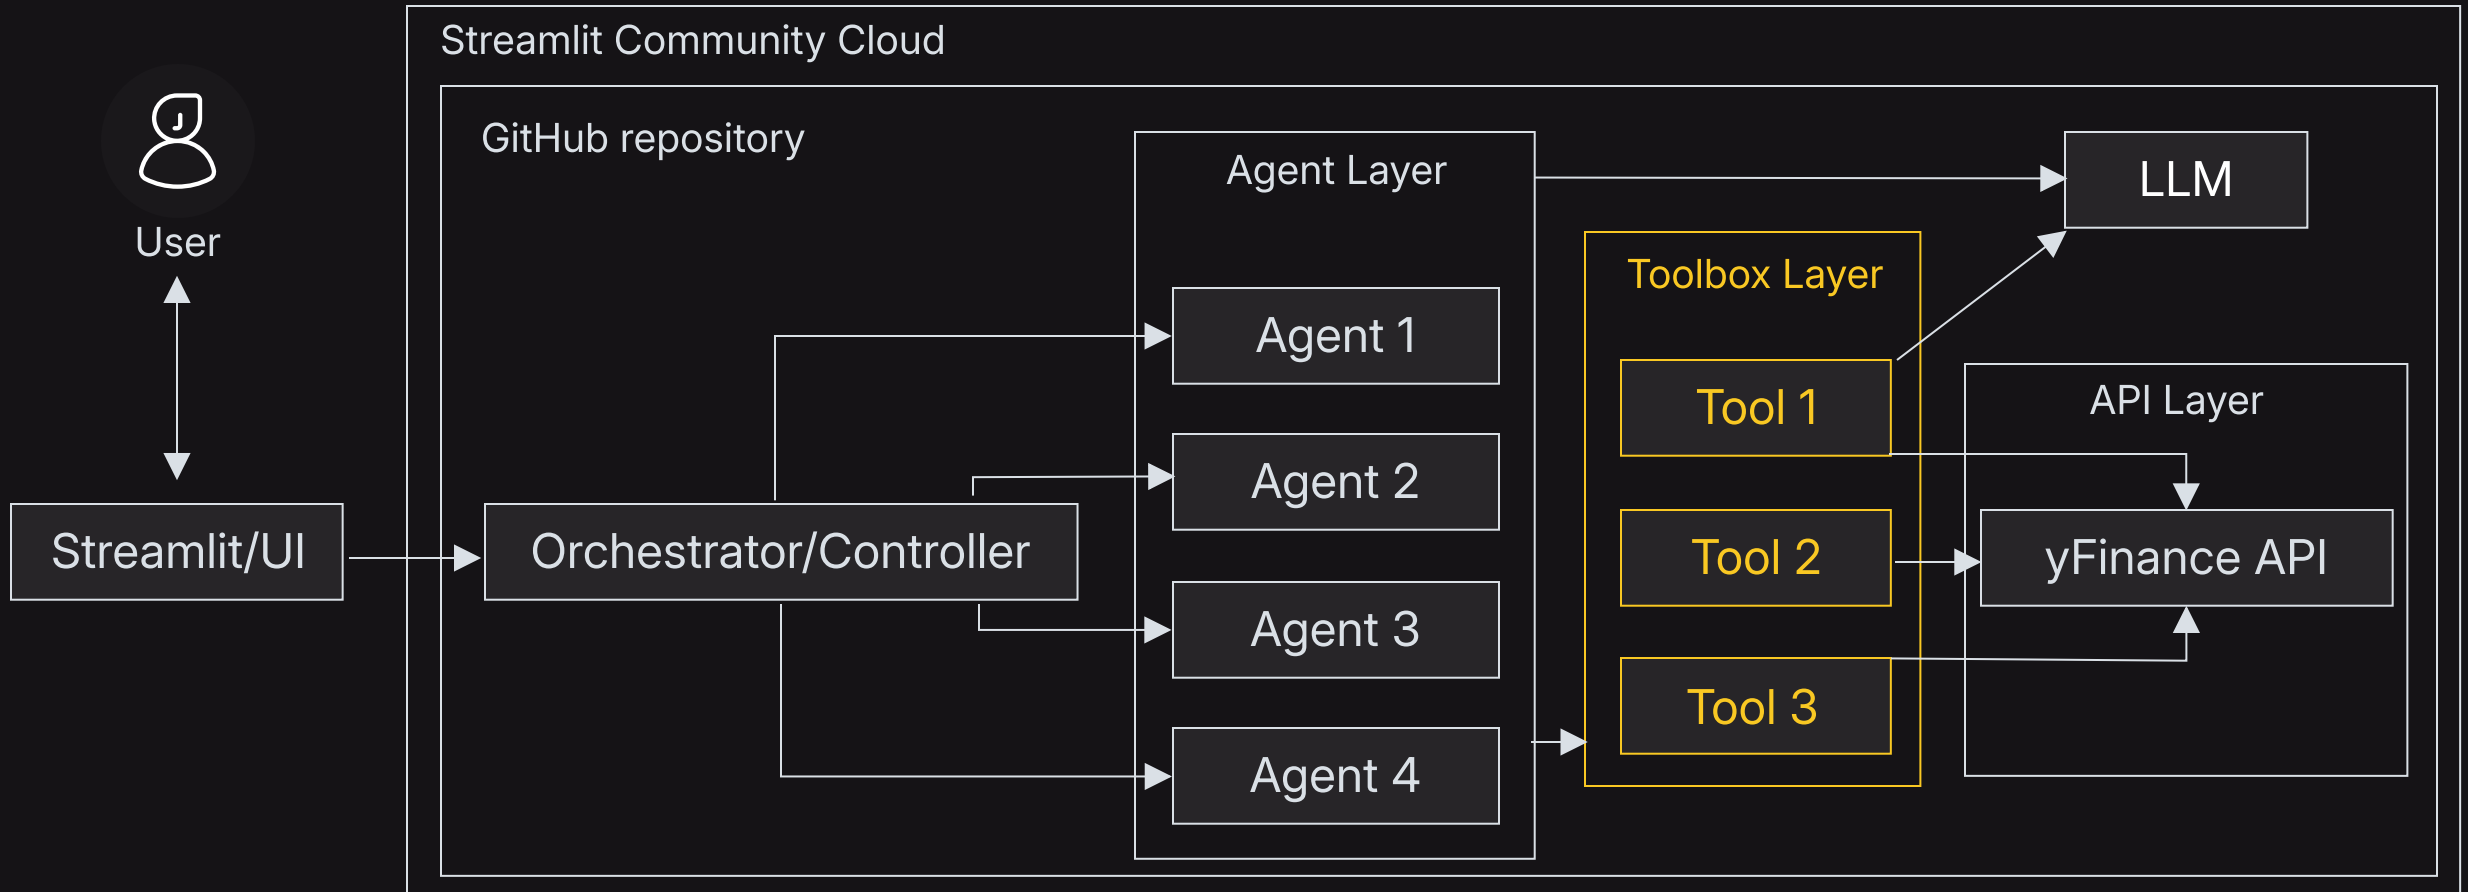 Streamlit Community Cloud
GitHub repository
User
Streamlit/UI
Orchestrator/Controller
Agent Layer
Agent 1
Agent 2
Agent 3
Agent 4
Toolbox Layer
Tool 1
Tool 2
Tool 3
LLM
API Layer
yFinance API